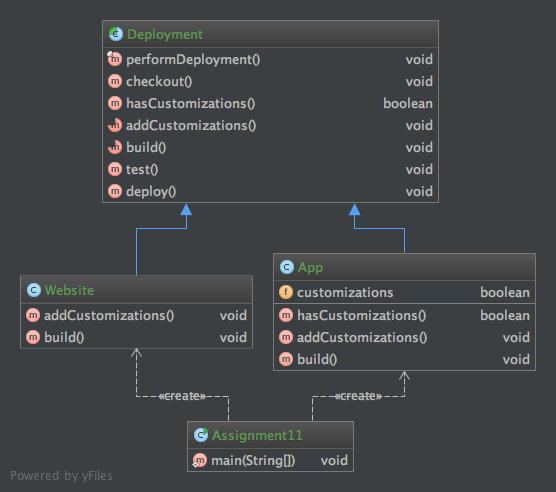 Deployment
performDeployment() void
checkout() void
hasCustomizations() boolean
addCustomizations() void
build() void
test() void
deploy() void
Website
addCustomizations() void
build() void
App
customizations boolean
hasCustomizations() boolean
addCustomizations() void
build() void
«create»
«create»
Assignment11
main(String[]) void
Powered by yFiles